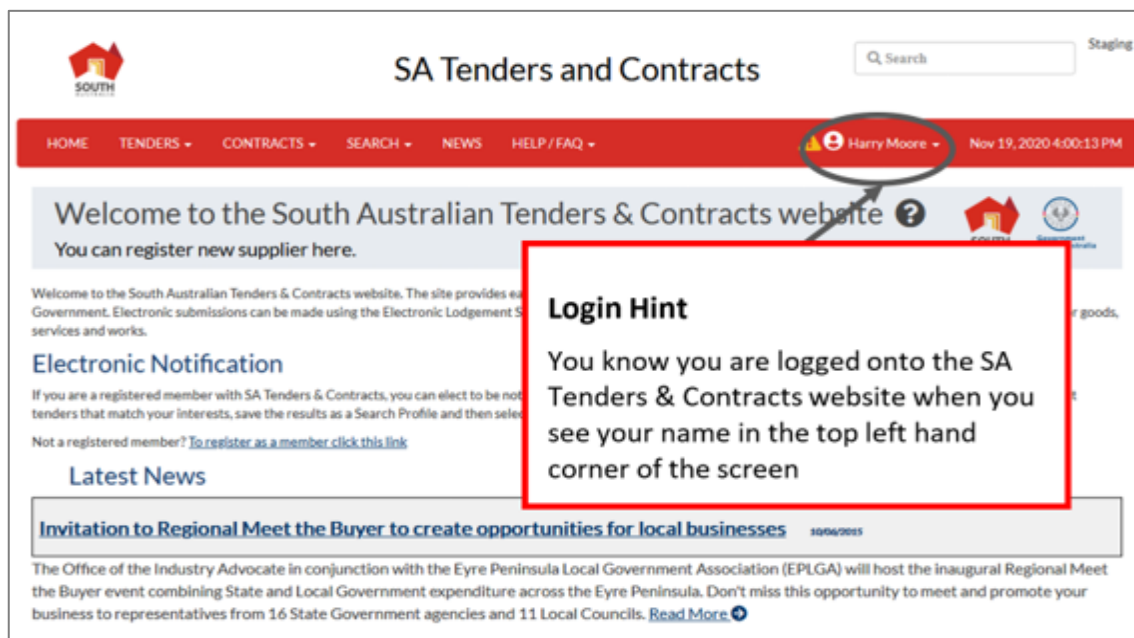 Staging
Search
SA Tenders and Contracts
SOUTH
AUSTRALIA
HOME TENDERS CONTRACTS SEARCH NEWS HELP / FAQ Harry Moore Nov 19, 2020 4:00:13 PM
Welcome to the South Australian Tenders & Contracts website
You can register new supplier here.
SOUTH
Government
Welcome to the South Australian Tenders & Contracts website. The site provides ea
Government. Electronic submissions can be made using the Electronic Lodgement S r goods,
services and works.
Electronic Notification
If you are a registered member with SA Tenders & Contracts, you can elect to be not t
tenders that match your interests, save the results as a Search Profile and then selec
Not a registered member? To register as a member click this link
Login Hint
You know you are logged onto the SA
Tenders & Contracts website when you
see your name in the top left hand
corner of the screen
Latest News
Invitation to Regional Meet the Buyer to create opportunities for local businesses 10/06/2015
The Office of the Industry Advocate in conjunction with the Eyre Peninsula Local Government Association (EPLGA) will host the inaugural Regional Meet
the Buyer event combining State and Local Government expenditure across the Eyre Peninsula. Don't miss this opportunity to meet and promote your
business to representatives from 16 State Government agencies and 11 Local Councils. Read More